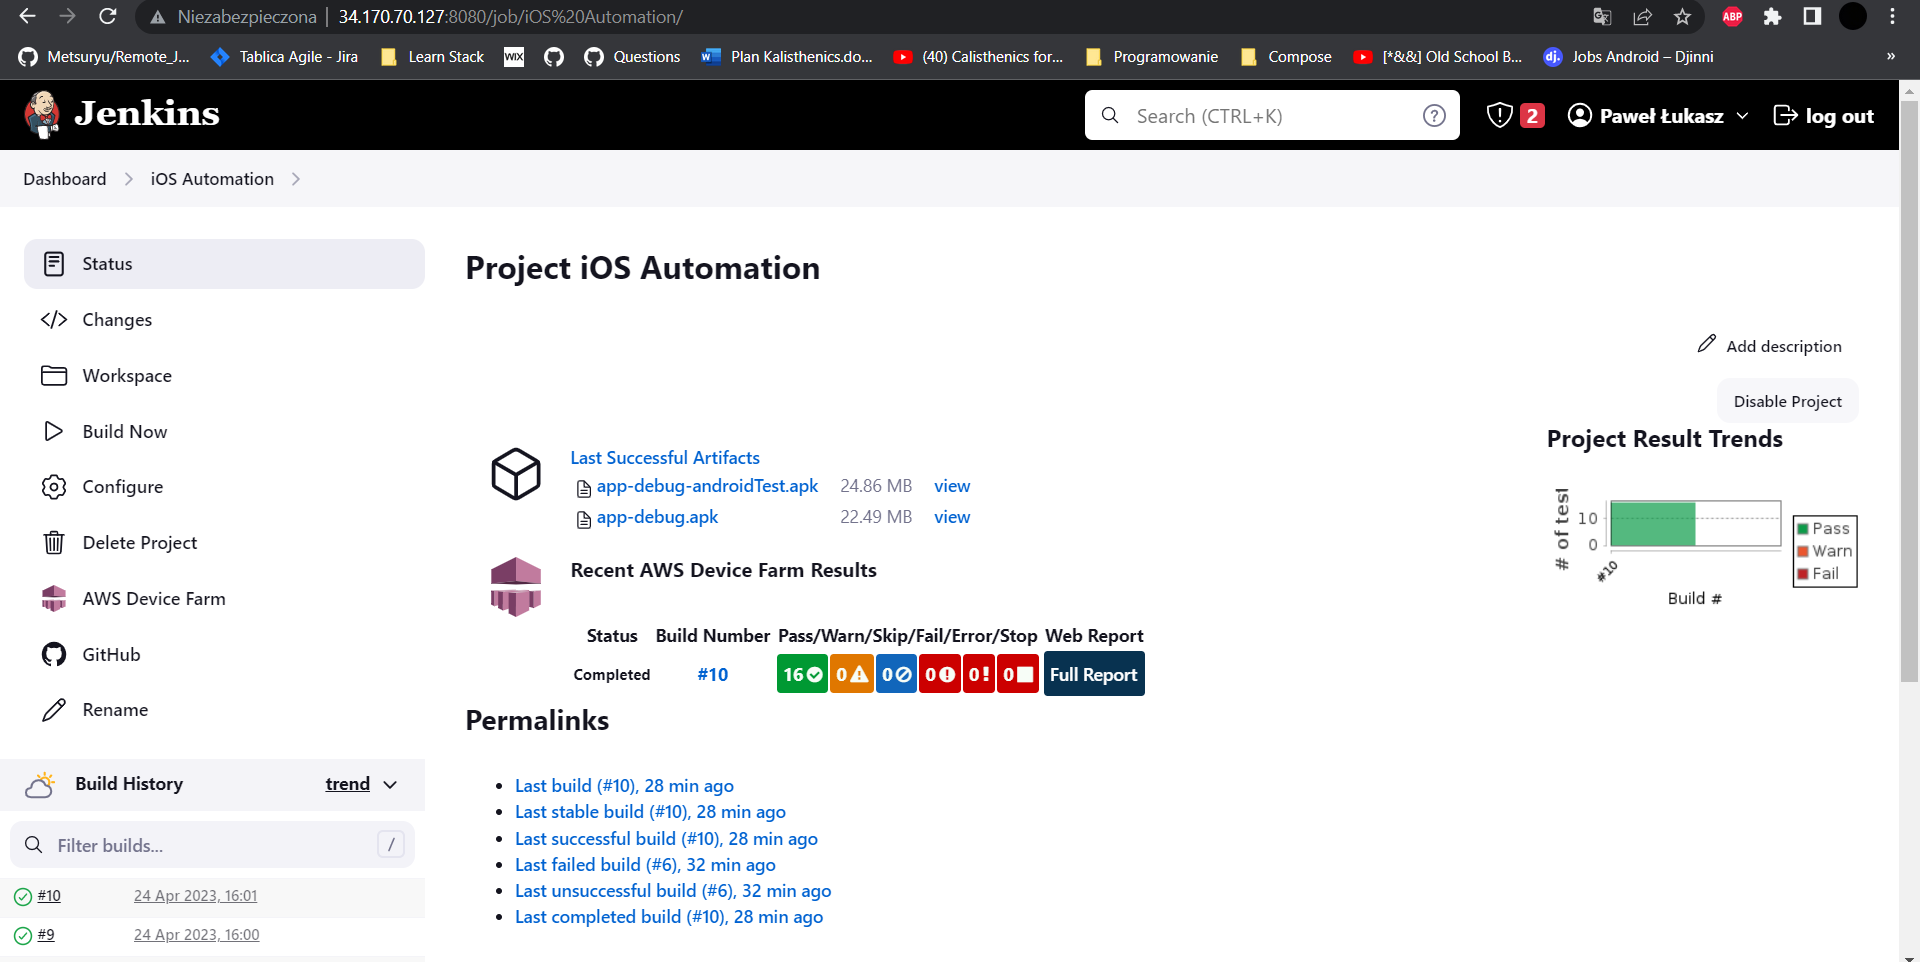 Niezabezpieczona | 34.170.70.127:8080/job/iOS%20Automation/
ABP
Metsuryu/Remote_J... Tablica Agile - Jira Learn Stack WIX Questions W Plan Kalisthenics.do... (40) Calisthenics for... Programowanie Compose [*&&] Old School B... dj. Jobs Android – Djinni »
Jenkins
Search (CTRL+K) ?
2
Paweł Łukasz
log out
Dashboard
iOS Automation
Status
Changes
Workspace
Build Now
Configure
Delete Project
AWS Device Farm
GitHub
Rename
Build History trend
Filter builds... /
#10 24 Apr 2023, 16:01
#9 24 Apr 2023, 16:00
Project iOS Automation
Add description
Disable Project
Last Successful Artifacts
app-debug-androidTest.apk 24.86 MB view
app-debug.apk 22.49 MB view
Recent AWS Device Farm Results
Status Build Number Pass/Warn/Skip/Fail/Error/Stop Web Report
Completed #10 16 0 0 0 0 0 Full Report
Project Result Trends
# of test
10
0
#10
Build #
Pass
Warn
Fail
Permalinks
• Last build (#10), 28 min ago
• Last stable build (#10), 28 min ago
• Last successful build (#10), 28 min ago
• Last failed build (#6), 32 min ago
• Last unsuccessful build (#6), 32 min ago
• Last completed build (#10), 28 min ago